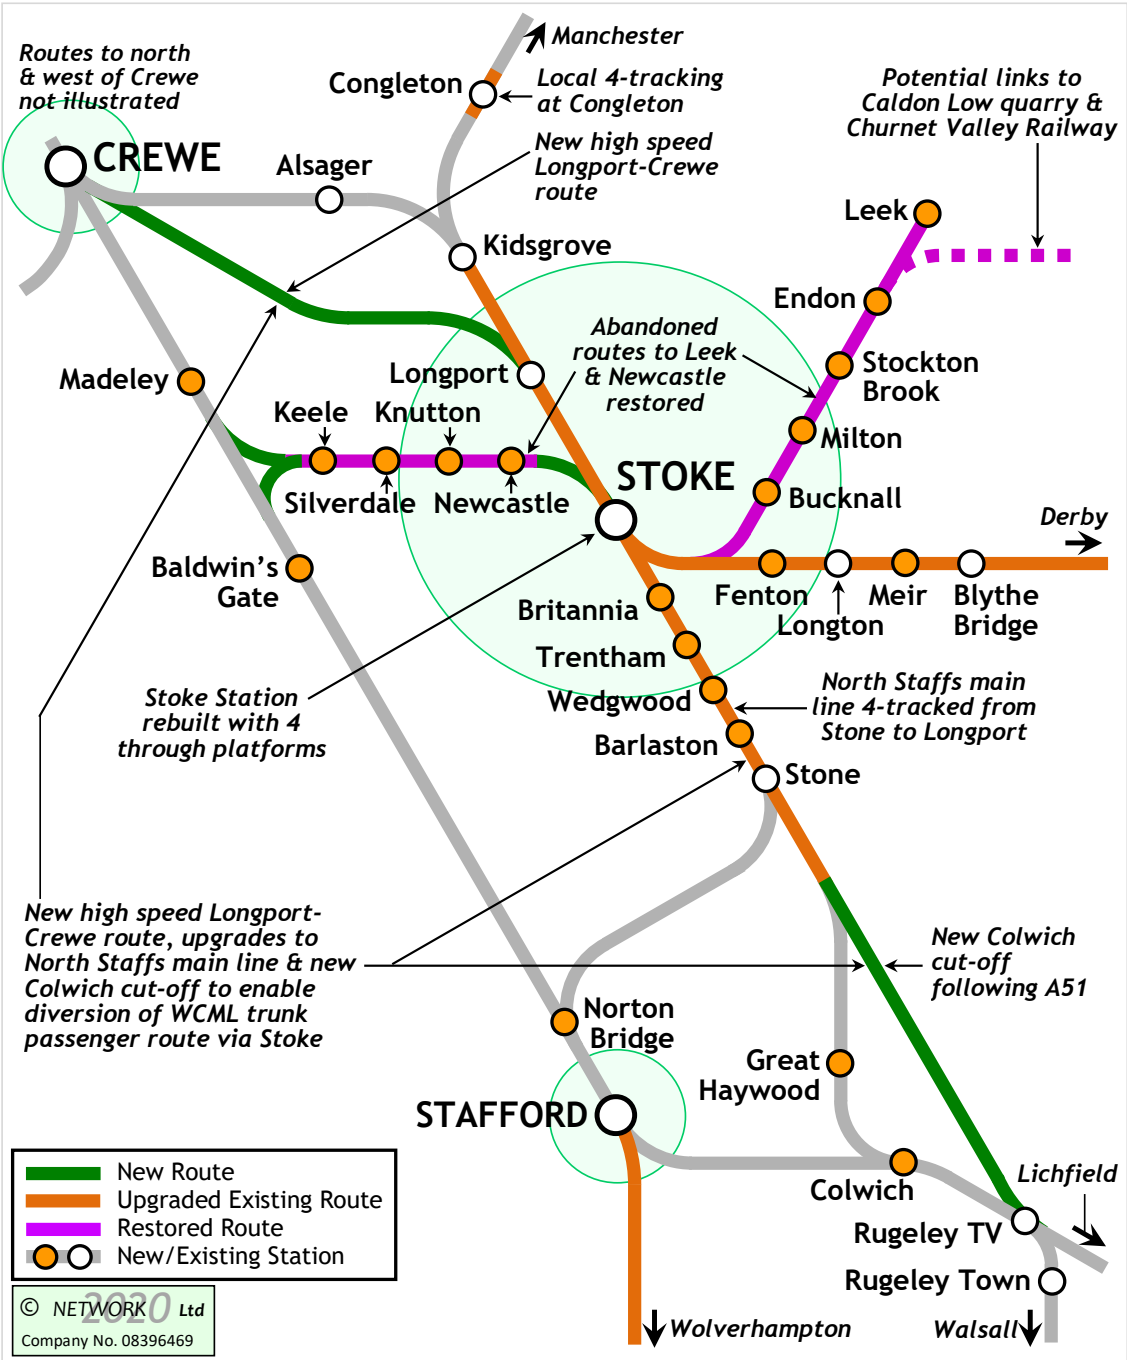 Routes to north
& west of Crewe
not illustrated
Manchester
Congleton
Local 4-tracking
at Congleton
Potential links to
Caldon Low quarry &
Churnet Valley Railway
CREWE
Alsager
New high speed
Longport-Crewe
route
Leek
Kidsgrove
Endon
Abandoned
routes to Leek
& Newcastle
restored
Stockton
Brook
Madeley
Longport
Keele
Knutton
Milton
STOKE
Silverdale
Newcastle
Bucknall
Derby
Baldwin's
Gate
Britannia
Fenton
Longton
Meir
Blythe
Bridge
Trentham
Wedgwood
Stoke Station
rebuilt with 4
through platforms
North Staffs main
line 4-tracked from
Stone to Longport
Barlaston
Stone
New high speed Longport-
Crewe route, upgrades to
North Staffs main line & new
Colwich cut-off to enable
diversion of WCML trunk
passenger route via Stoke
New Colwich
cut-off
following A51
Norton
Bridge
Great
Haywood
STAFFORD
Colwich
Lichfield
Rugeley TV
Rugeley Town
Wolverhampton
Walsall
New Route
Upgraded Existing Route
Restored Route
New/Existing Station
© NETWORK 2020 Ltd
Company No. 08396469